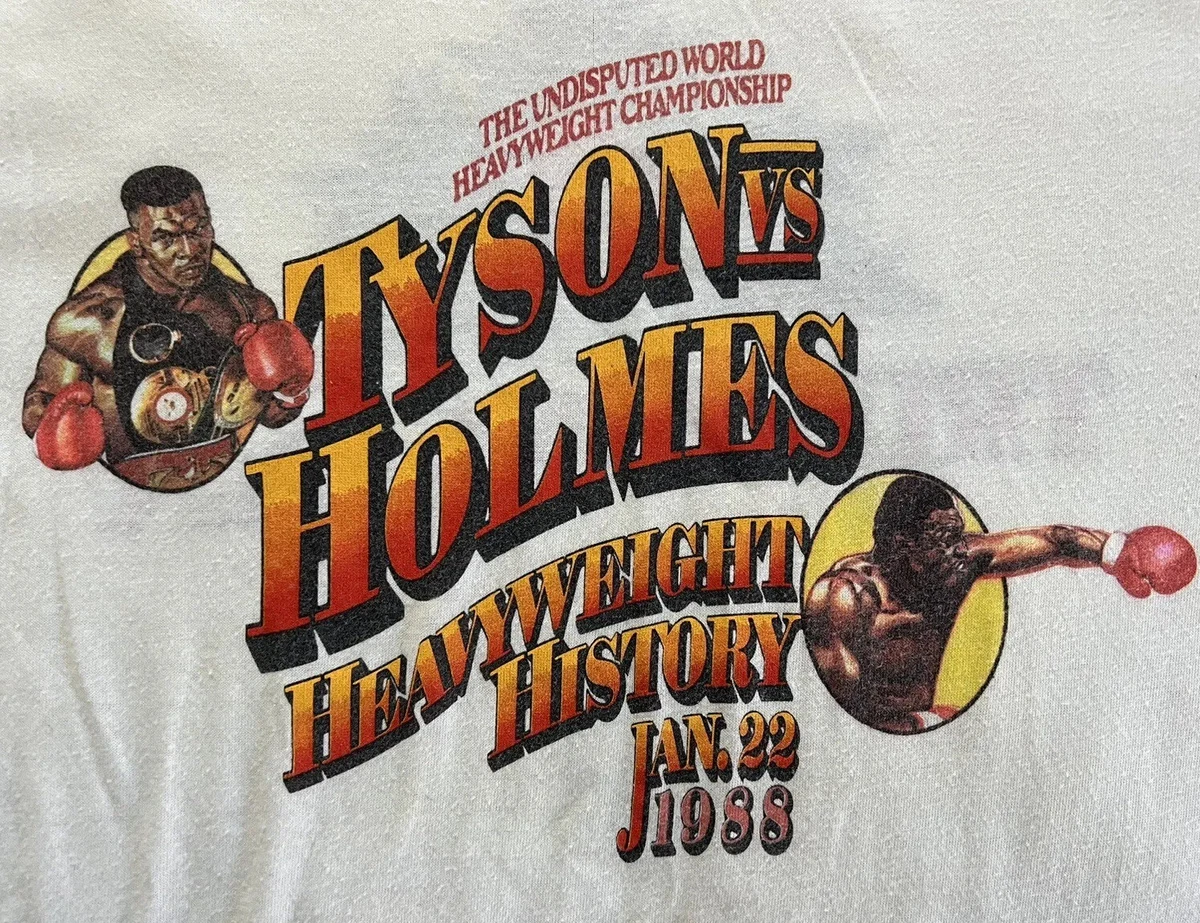 THE UNDISPUTED WORLD
HEAVYWEIGHT CHAMPIONSHIP
TYSON VS
HOLMES
HEAVYWEIGHT
HISTORY
JAN. 22
1988